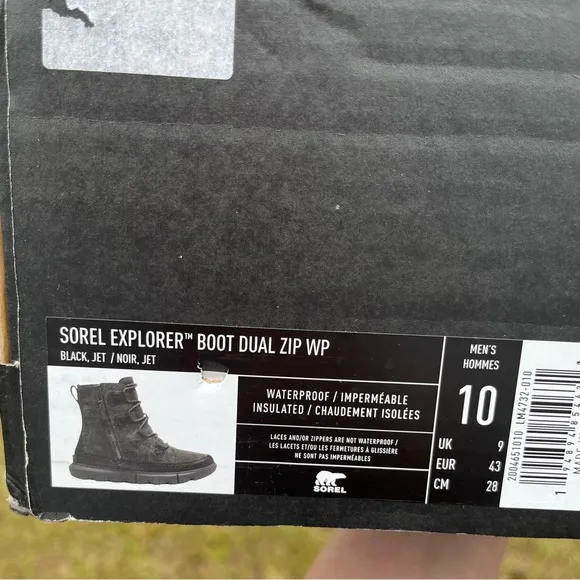 SOREL EXPLORER™ BOOT DUAL ZIP WP
BLACK, JET / NOIR, JET
WATERPROOF / IMPERMÉABLE
INSULATED / CHAUDEMENT ISOLÉES
LACES AND/OR ZIPPERS ARE NOT WATERPROOF /
LES LACETS ET/OU LES FERMETURES À GLISSIÈRE
NE SONT PAS IMPERMÉABLES
SOREL
MEN'S
HOMMES
10
UK 9
EUR 43
CM 28
2004651010 LM4732-010